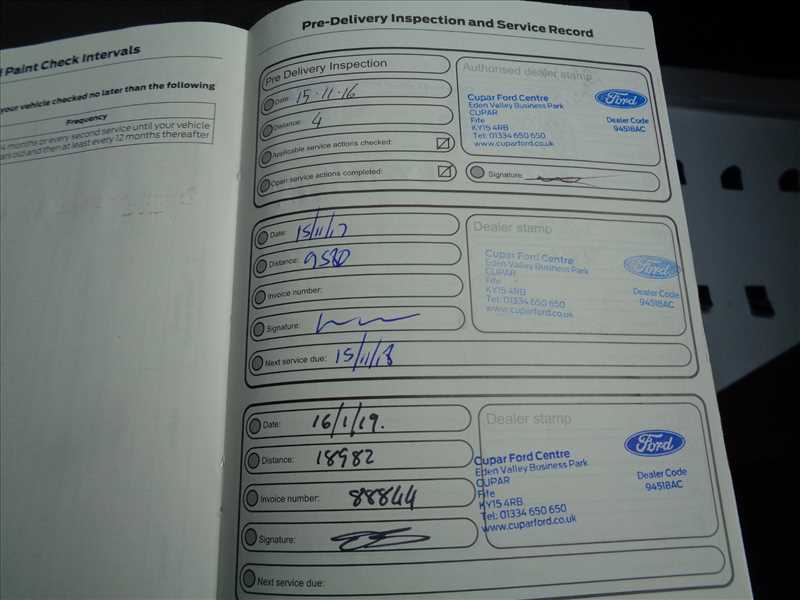 Paint Check Intervals
your vehicle checked no later than the following
Frequency
months or every second service until your vehicle
old and then at least every 12 months thereafter
Pre-Delivery Inspection and Service Record
Pre Delivery Inspection
Date: 15·11·16
Distance: 4
Applicable service actions checked:
Open service actions completed:
Authorised dealer stamp
Cupar Ford Centre
Eden Valley Business Park
CUPAR
Fife
KY15 4RB
Tel: 01334 650 650
www.cuparford.co.uk
Ford
Dealer Code
94518AC
Signature:
Date: 15/11/17
Distance:
Invoice number:
Signature:
Next service due: 15/11/18
Dealer stamp
Cupar Ford Centre
Eden Valley Business Park
CUPAR
Fife
KY15 4RB
Tel: 01334 650 650
www.cuparford.co.uk
Ford
Dealer Code
94518AC
Date: 16/1/19.
Distance: 18982
Invoice number: 88844
Signature:
Next service due:
Dealer stamp
Cupar Ford Centre
Eden Valley Business Park
CUPAR
Fife
KY15 4RB
Tel: 01334 650 650
www.cuparford.co.uk
Ford
Dealer Code
94518AC